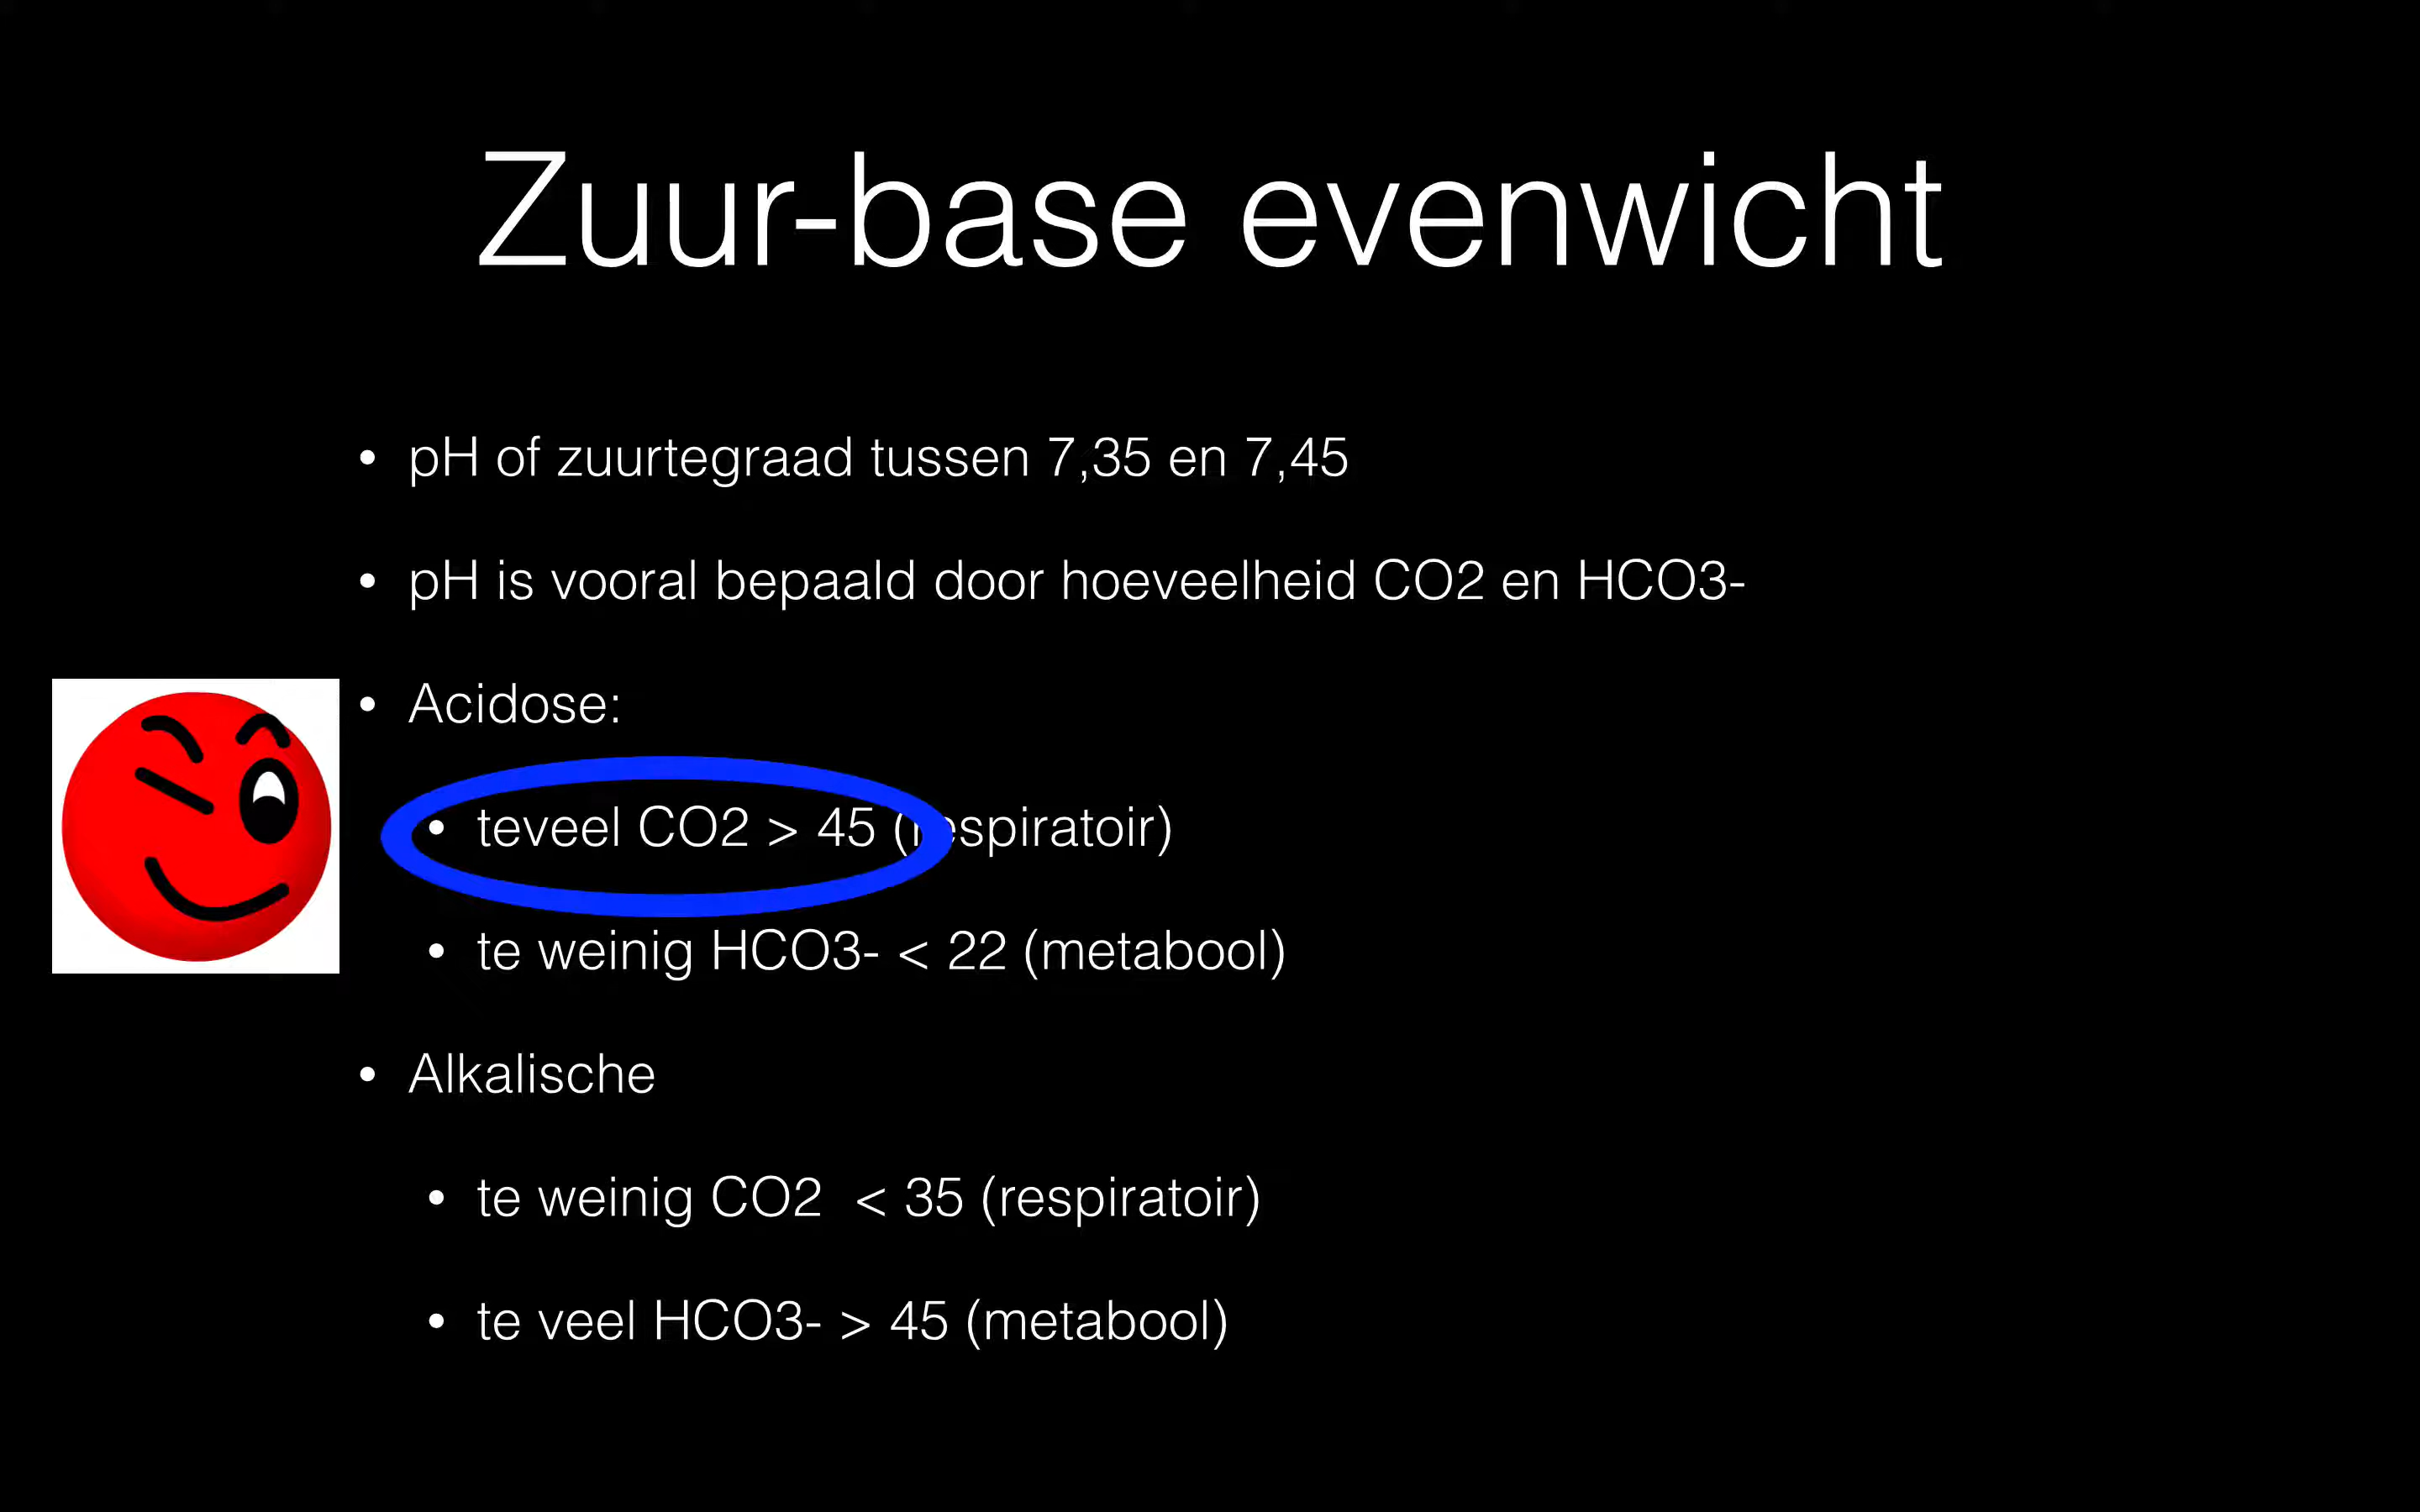 Zuur-base evenwicht
• pH of zuurtegraad tussen 7,35 en 7,45
• pH is vooral bepaald door hoeveelheid CO2 en HCO3-
• Acidose:
• teveel CO2 > 45 (respiratoir)
• te weinig HCO3- < 22 (metabool)
• Alkalische
• te weinig CO2 < 35 (respiratoir)
• te veel HCO3- > 45 (metabool)